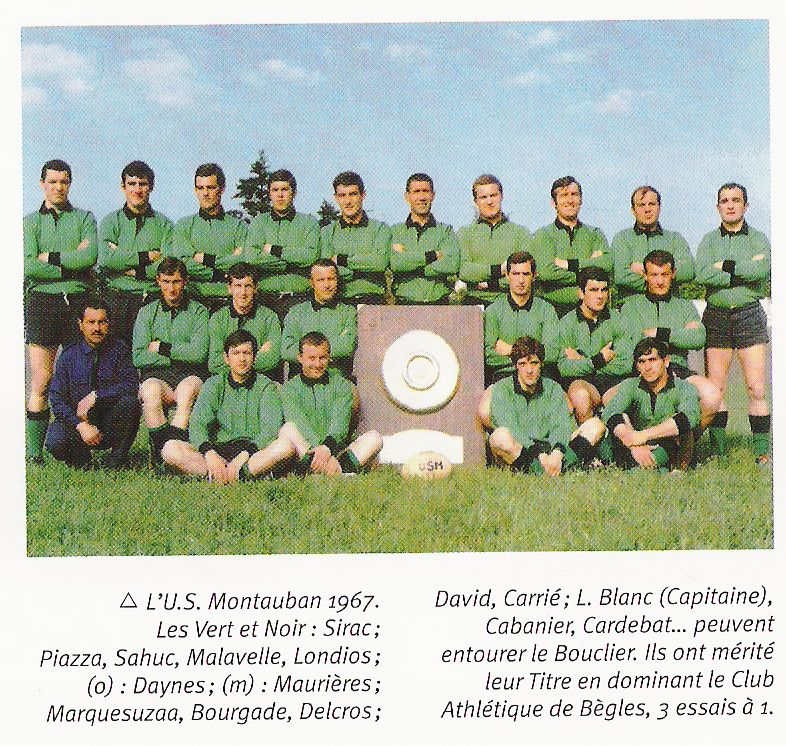 USM
△ L'U.S. Montauban 1967.
Les Vert et Noir : Sirac ;
Piazza, Sahuc, Malavelle, Londios ;
(o) : Daynes ; (m) : Maurières ;
Marquesuzaa, Bourgade, Delcros ;
David, Carrié ; L. Blanc (Capitaine),
Cabanier, Cardebat... peuvent
entourer le Bouclier. Ils ont mérité
leur Titre en dominant le Club
Athlétique de Bègles, 3 essais à 1.